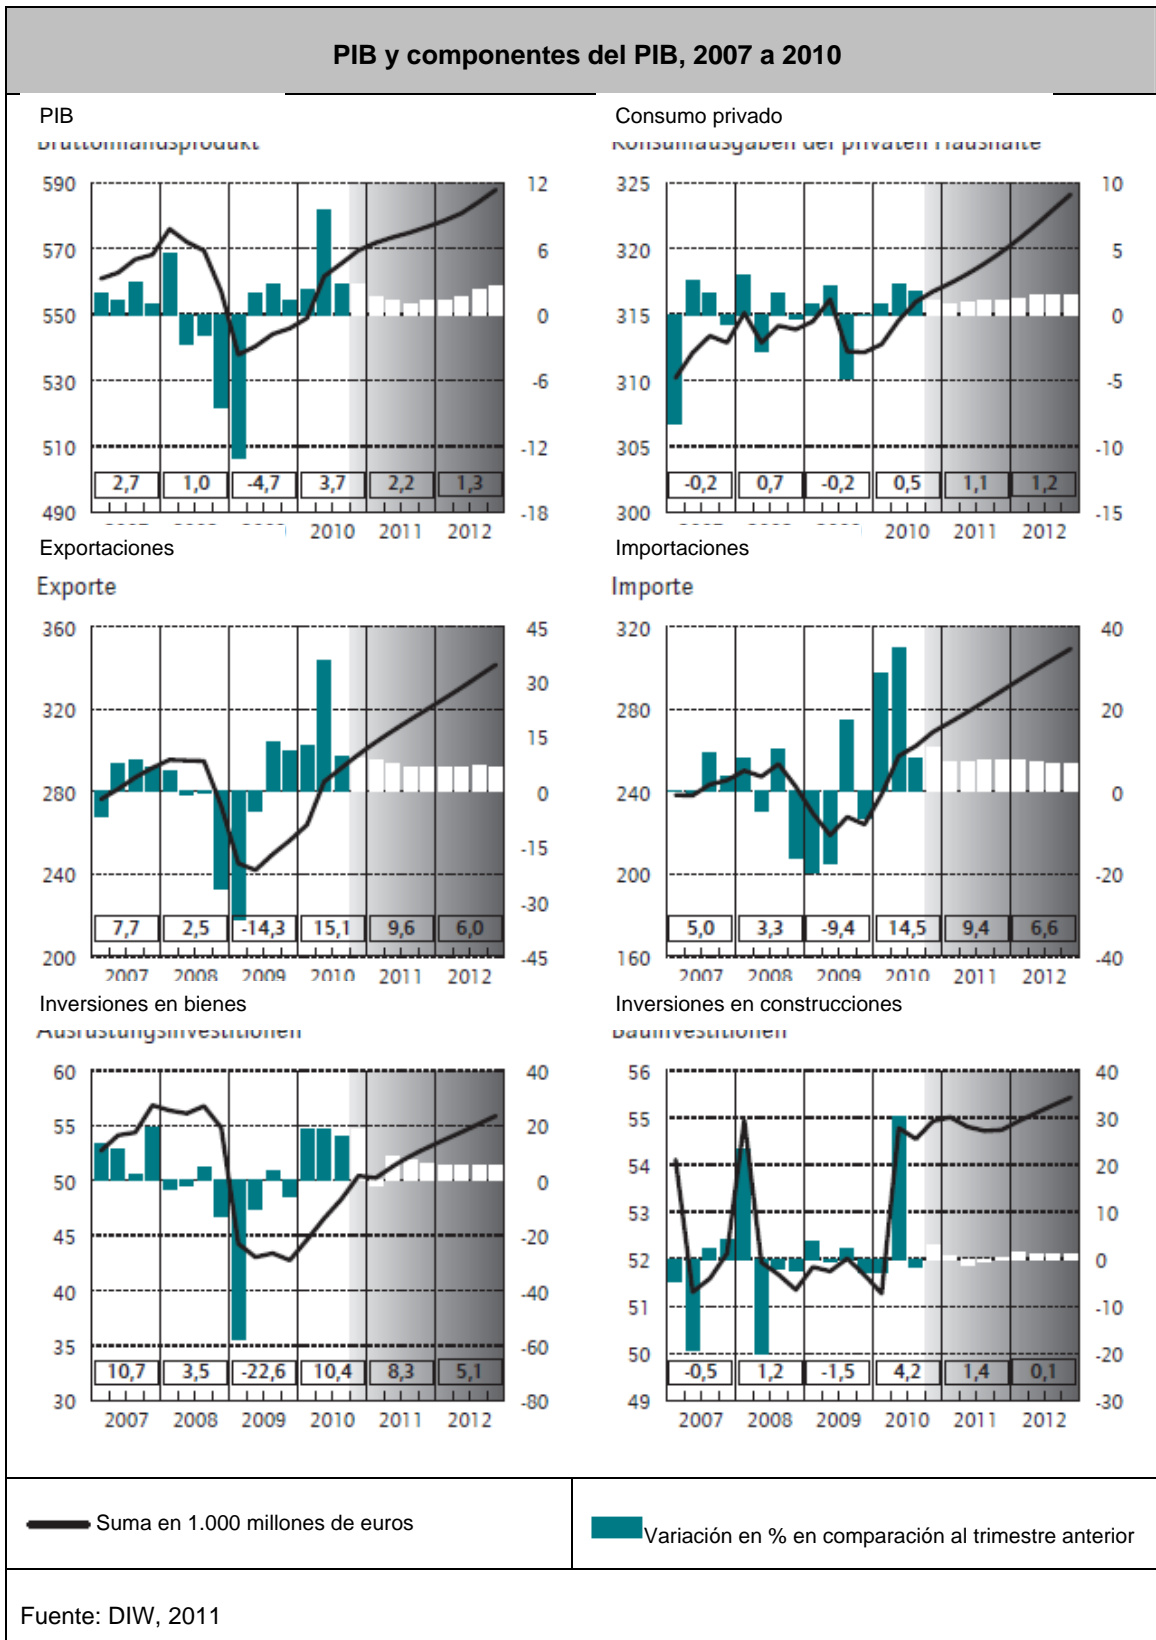 PIB y componentes del PIB, 2007 a 2010
PIB
Consumo privado
Bruttoinlandsprodukt
Konsumausgaben der privaten Haushalte
590
570
550
530
510
490
12
6
0
-6
-12
-18
2,7 1,0 -4,7 3,7 2,2 1,3
2010 2011 2012
325
320
315
310
305
300
10
5
0
-5
-10
-15
-0,2 0,7 -0,2 0,5 1,1 1,2
2010 2011 2012
Exportaciones
Importaciones
Exporte
Importe
360
320
280
240
200
45
30
15
0
-15
-30
-45
7,7 2,5 -14,3 15,1 9,6 6,0
2007 2008 2009 2010 2011 2012
320
280
240
200
160
40
20
0
-20
-40
5,0 3,3 -9,4 14,5 9,4 6,6
2007 2008 2009 2010 2011 2012
Inversiones en bienes
Inversiones en construcciones
Ausrüstungsinvestitionen
Bauinvestitionen
60
55
50
45
40
35
30
40
20
0
-20
-40
-60
-80
10,7 3,5 -22,6 10,4 8,3 5,1
2007 2008 2009 2010 2011 2012
56
55
54
53
52
51
50
49
40
30
20
10
0
-10
-20
-30
-0,5 1,2 -1,5 4,2 1,4 0,1
2007 2008 2009 2010 2011 2012
Suma en 1.000 millones de euros
Variación en % en comparación al trimestre anterior
Fuente: DIW, 2011